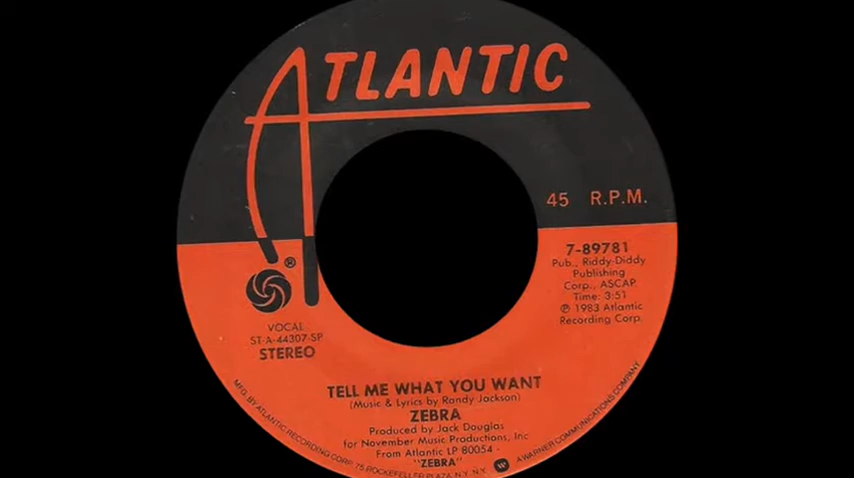 ATLANTIC
45 R.P.M.
7-89781
Pub., Riddy-Diddy
Publishing
Corp., ASCAP
Time: 3:51
℗ 1983 Atlantic
Recording Corp.
®
VOCAL
ST-A-44307-SP
STEREO
TELL ME WHAT YOU WANT
(Music & Lyrics by Randy Jackson)
ZEBRA
Produced by Jack Douglas
for November Music Productions, Inc
From Atlantic LP 80054 -
"ZEBRA"
MFG. BY ATLANTIC RECORDING CORP. 75 ROCKEFELLER PLAZA, N.Y. N.Y. W A WARNER COMMUNICATIONS COMPANY